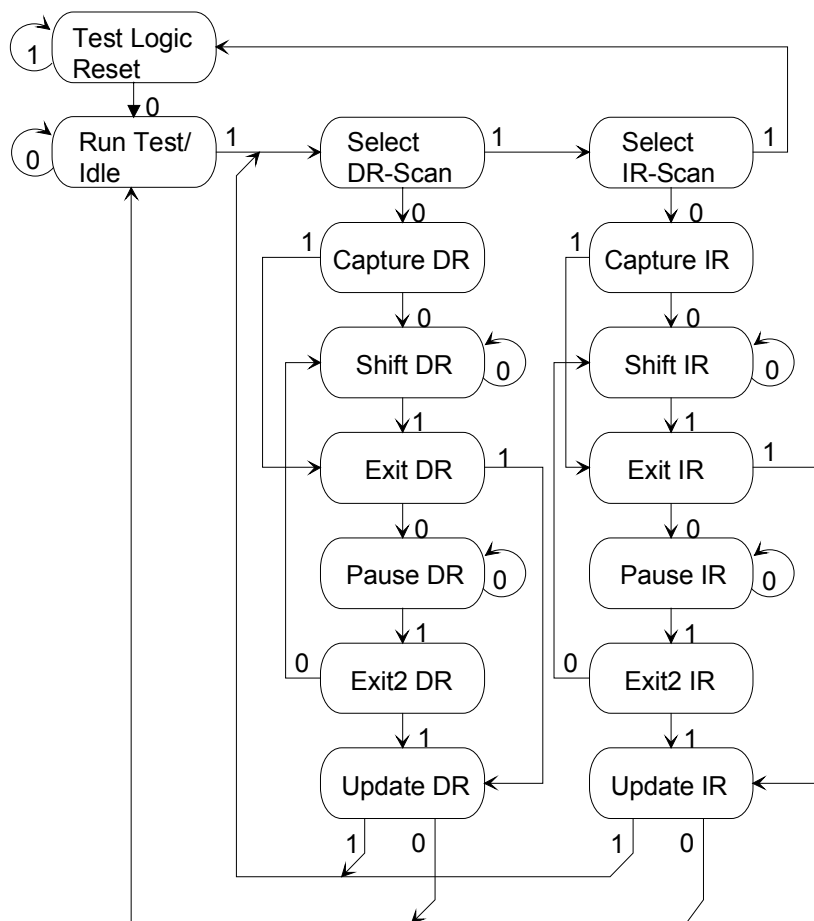 Test Logic
Reset
1
0
Run Test/
Idle
0
1
Select
DR-Scan
1
Select
IR-Scan
1
0
0
1
Capture DR
1
Capture IR
0
0
Shift DR
0
Shift IR
0
1
1
Exit DR
1
Exit IR
1
0
0
Pause DR
0
Pause IR
0
1
1
0
Exit2 DR
0
Exit2 IR
1
1
Update DR
Update IR
1
0
1
0